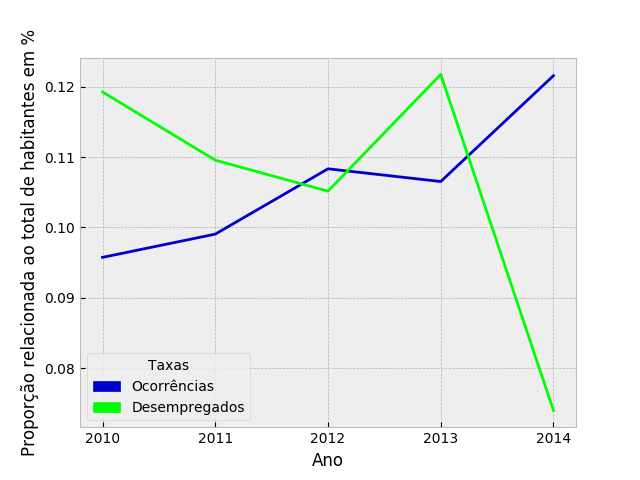 Proporção relacionada ao total de habitantes em %
0.12
0.11
0.10
0.09
0.08
Taxas
Ocorrências
Desempregados
2010 2011 2012 2013 2014
Ano